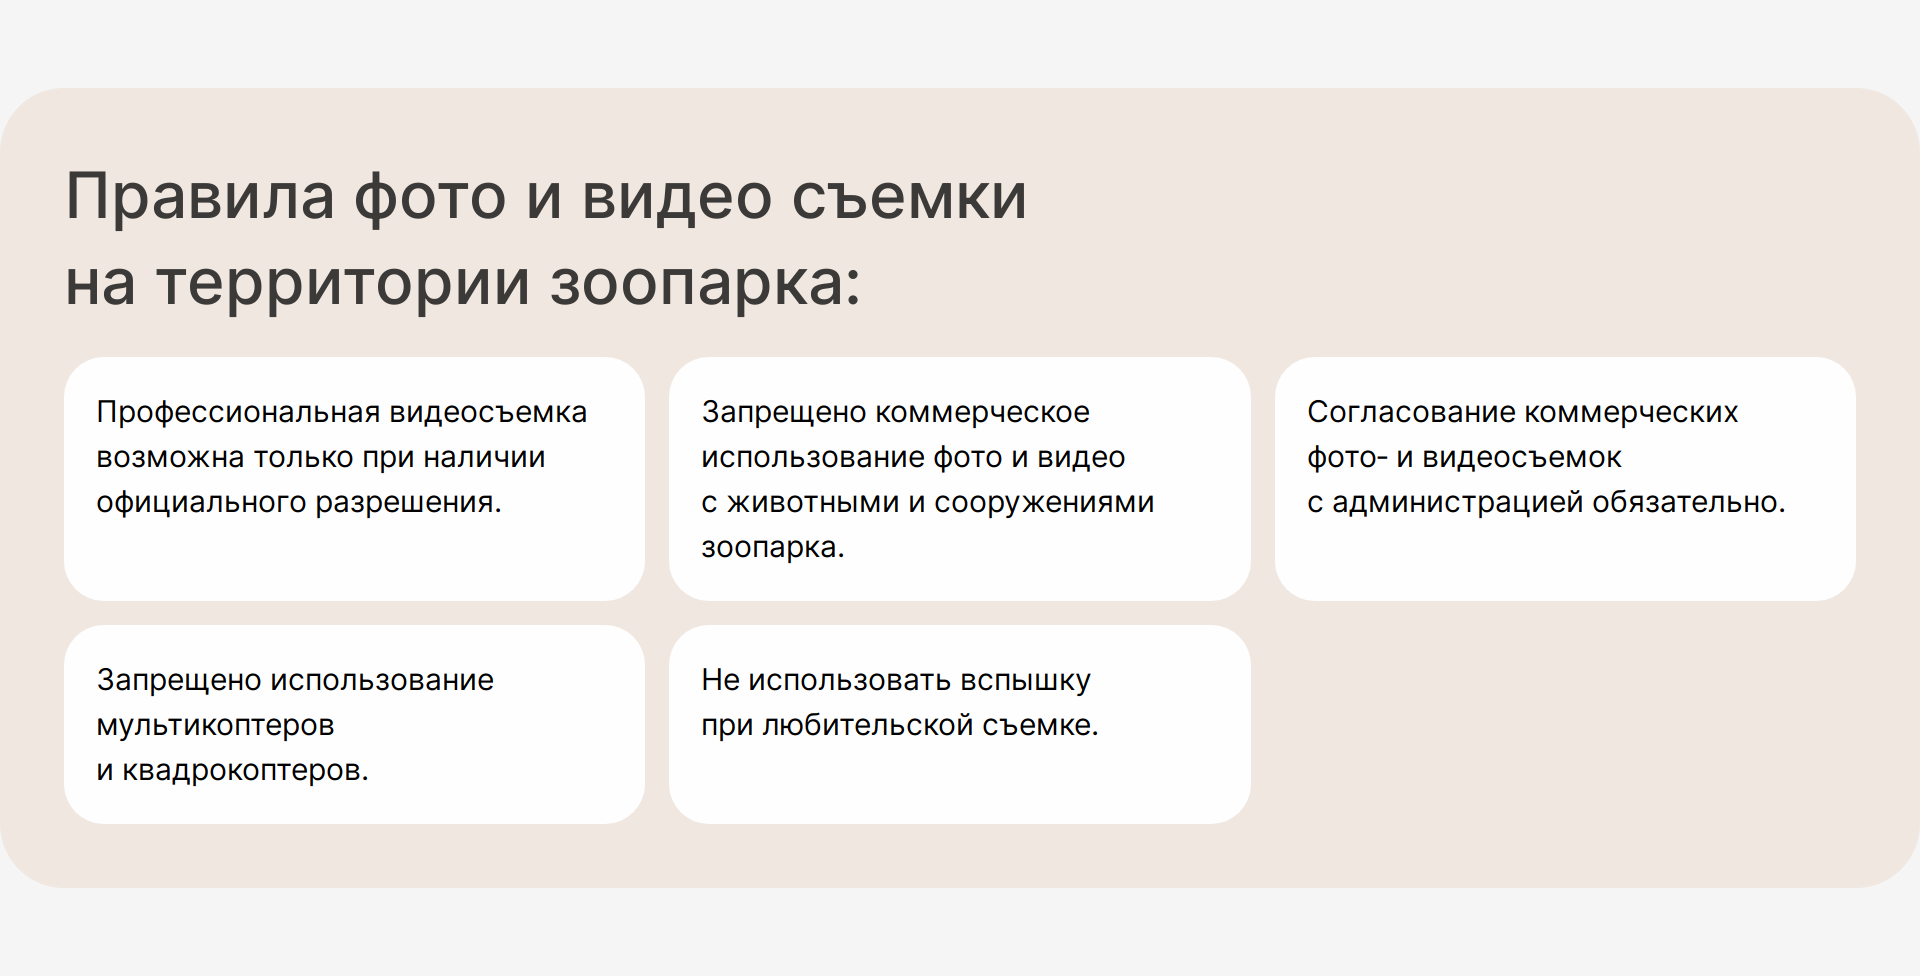 Правила фото и видео съемки
на территории зоопарка:
Профессиональная видеосъемка
возможна только при наличии
официального разрешения.
Запрещено коммерческое
использование фото и видео
с животными и сооружениями
зоопарка.
Согласование коммерческих
фото- и видеосъемок
с администрацией обязательно.
Запрещено использование
мультикоптеров
и квадрокоптеров.
Не использовать вспышку
при любительской съемке.